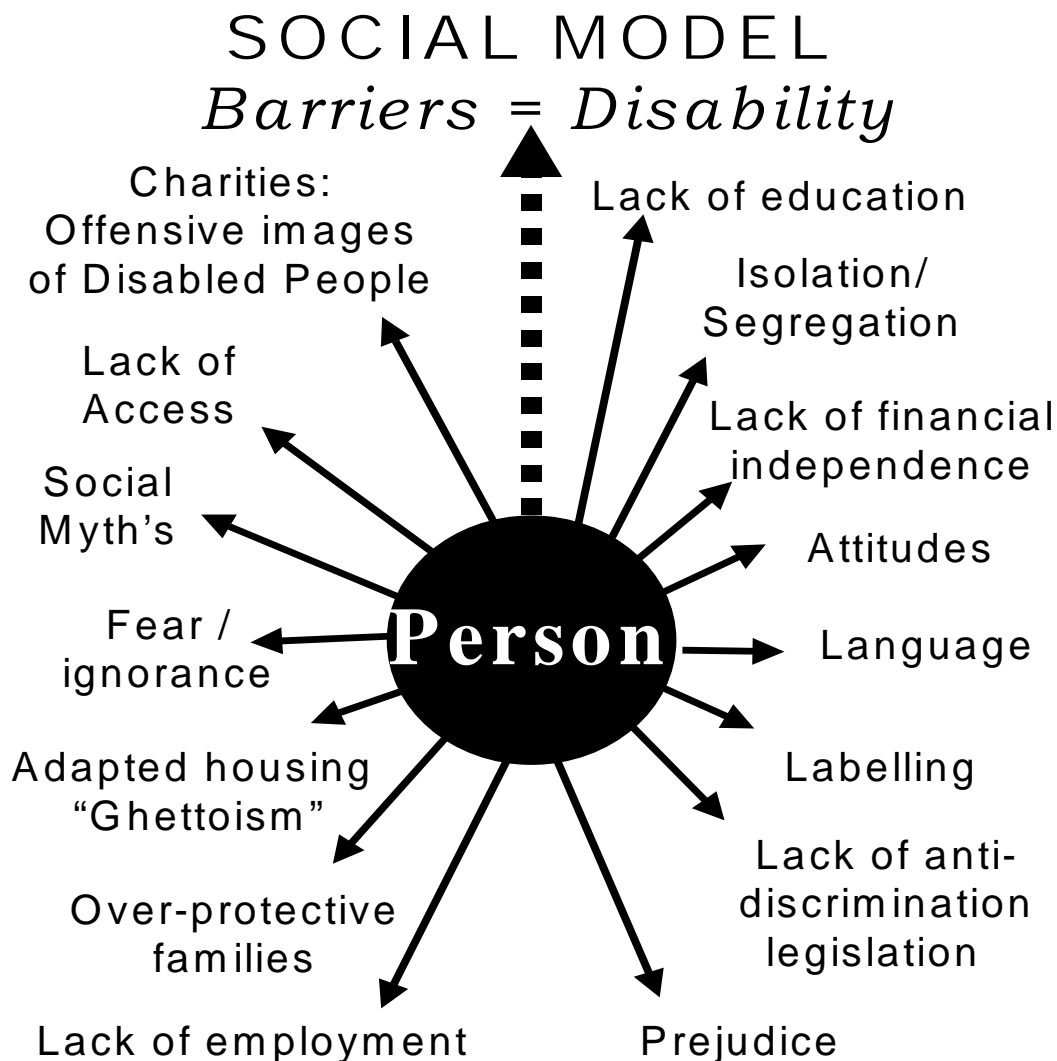 SOCIAL MODEL
Barriers = Disability
Charities:
Offensive images
of Disabled People
Lack of education
Isolation/
Segregation
Lack of
Access
Lack of financial
independence
Social
Myth's
Attitudes
Person
Fear /
ignorance
Language
Adapted housing
“Ghettoism”
Labelling
Lack of anti-
discrimination
legislation
Over-protective
families
Lack of employment
Prejudice